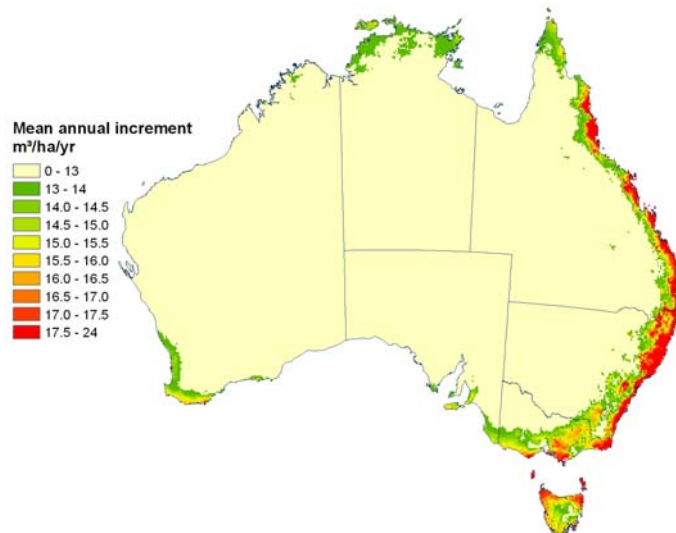 Mean annual increment
m³/ha/yr
0 - 13
13 - 14
14.0 - 14.5
14.5 - 15.0
15.0 - 15.5
15.5 - 16.0
16.0 - 16.5
16.5 - 17.0
17.0 - 17.5
17.5 - 24